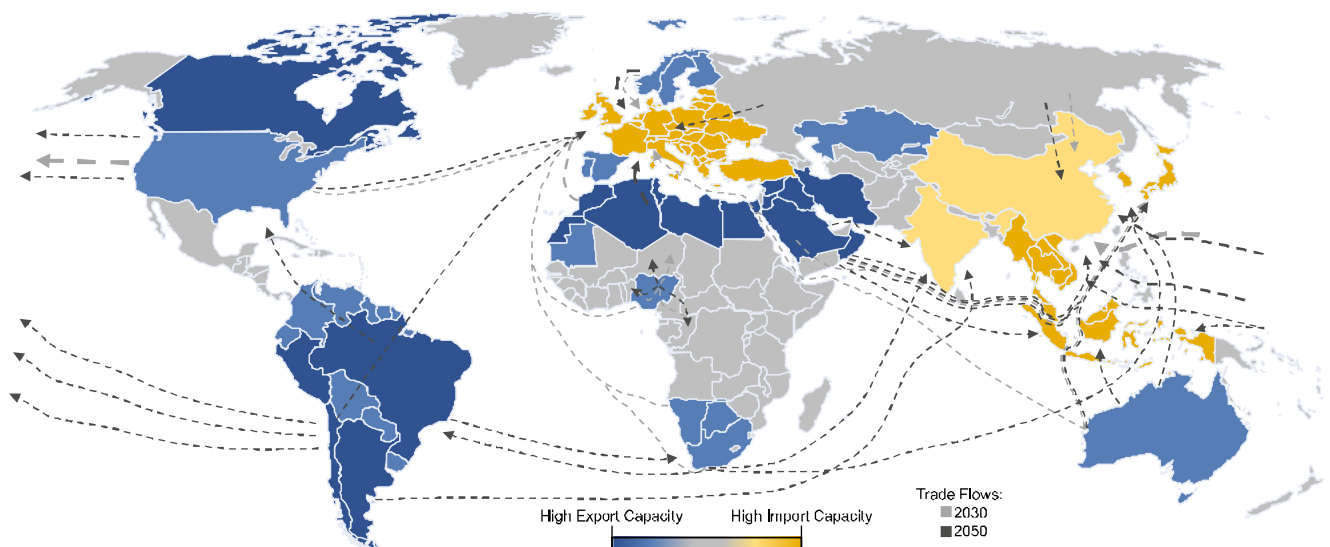 Trade Flows:
2030
2050
High Export Capacity
High Import Capacity